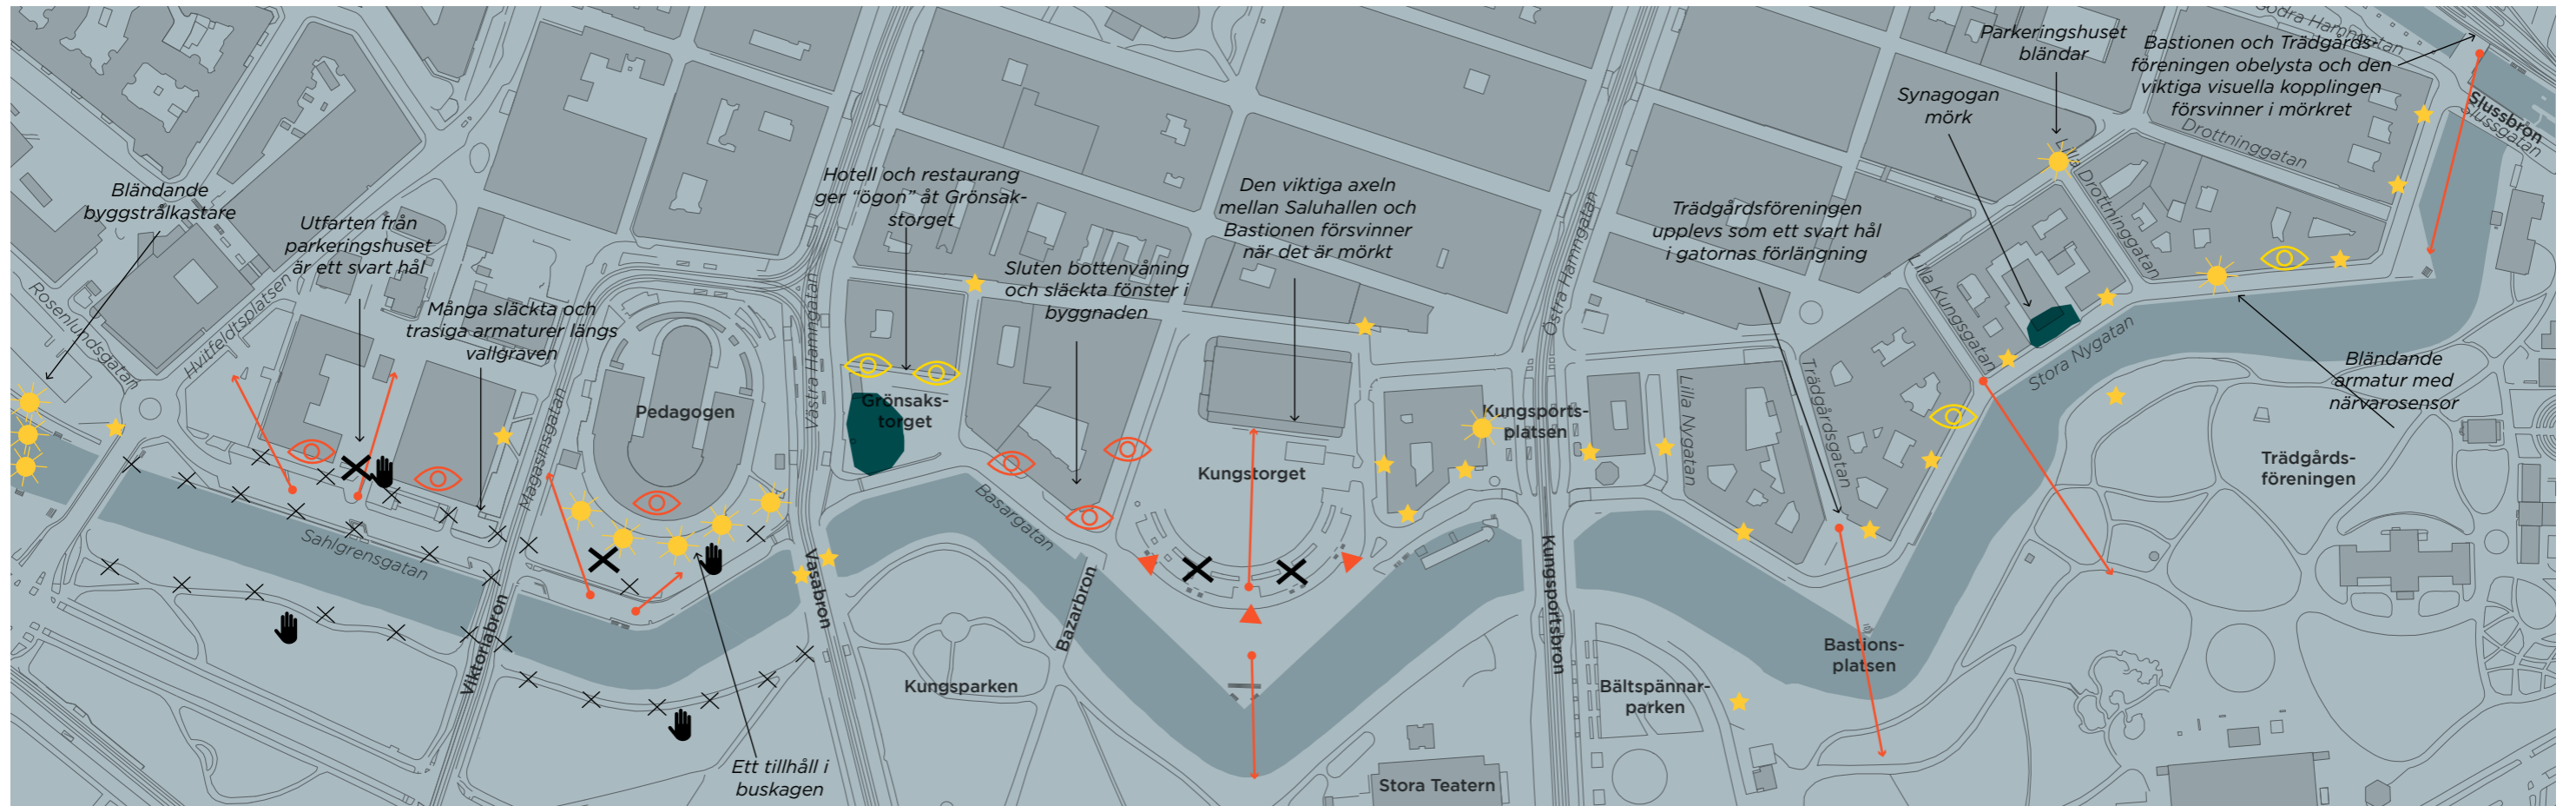 Bländande
byggstrålkastare
Utfarten från
parkeringshuset
är ett svart hål
Många släckta och
trasiga armaturer längs
vallgraven
Hotell och restaurang
ger “ögon” åt Grönsak-
storget
Sluten bottenvåning
och släckta fönster i
byggnaden
Den viktiga axeln
mellan Saluhallen och
Bastionen försvinner
när det är mörkt
Trädgårdsföreningen
upplevs som ett svart hål
i gatornas förlängning
Synagogan
mörk
Parkeringshuset
bländar
Bastionen och Trädgårds-
föreningen obelysta och den
viktiga visuella kopplingen
försvinner i mörkret
Bländande
armatur med
närvarosensor
Ett tillhåll i
buskagen
Södra Hamngatan
Slussbron
Slussgatan
Drottninggatan
Lilla Drottninggatan
Lilla Kungsgatan
Stora Nygatan
Trädgårdsgatan
Lilla Nygatan
Östra Hamngatan
Västra Hamngatan
Magasinsgatan
Hvitfeldtsplatsen
Rosenlundsgatan
Sahlgrensgatan
Basargatan
Pedagogen
Grönsaks-
torget
Kungstorget
Kungsports-
platsen
Trädgårds-
föreningen
Viktoriabron
Vasabron
Bazarbron
Kungsportsbron
Kungsparken
Bältspännar-
parken
Bastions-
platsen
Stora Teatern